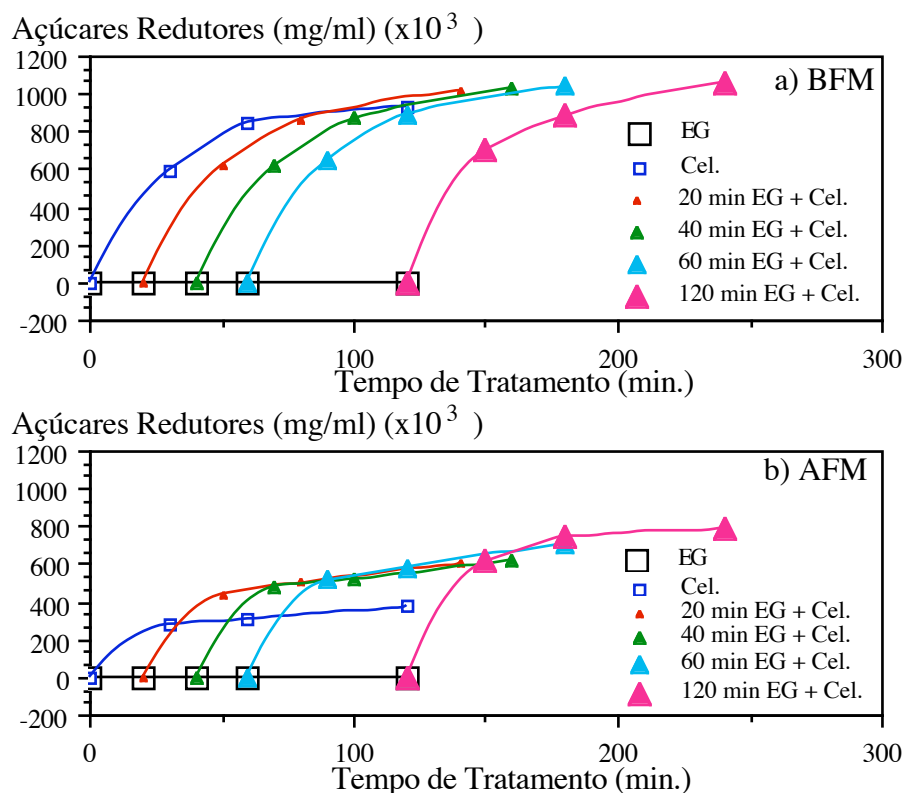 Açúcares Redutores (mg/ml) (x10³ )
1200
1000
800
600
400
200
0
-200
a) BFM
EG
Cel.
20 min EG + Cel.
40 min EG + Cel.
60 min EG + Cel.
120 min EG + Cel.
0 100 200 300
Tempo de Tratamento (min.)
Açúcares Redutores (mg/ml) (x10³ )
1200
1000
800
600
400
200
0
-200
b) AFM
EG
Cel.
20 min EG + Cel.
40 min EG + Cel.
60 min EG + Cel.
120 min EG + Cel.
0 100 200 300
Tempo de Tratamento (min.)